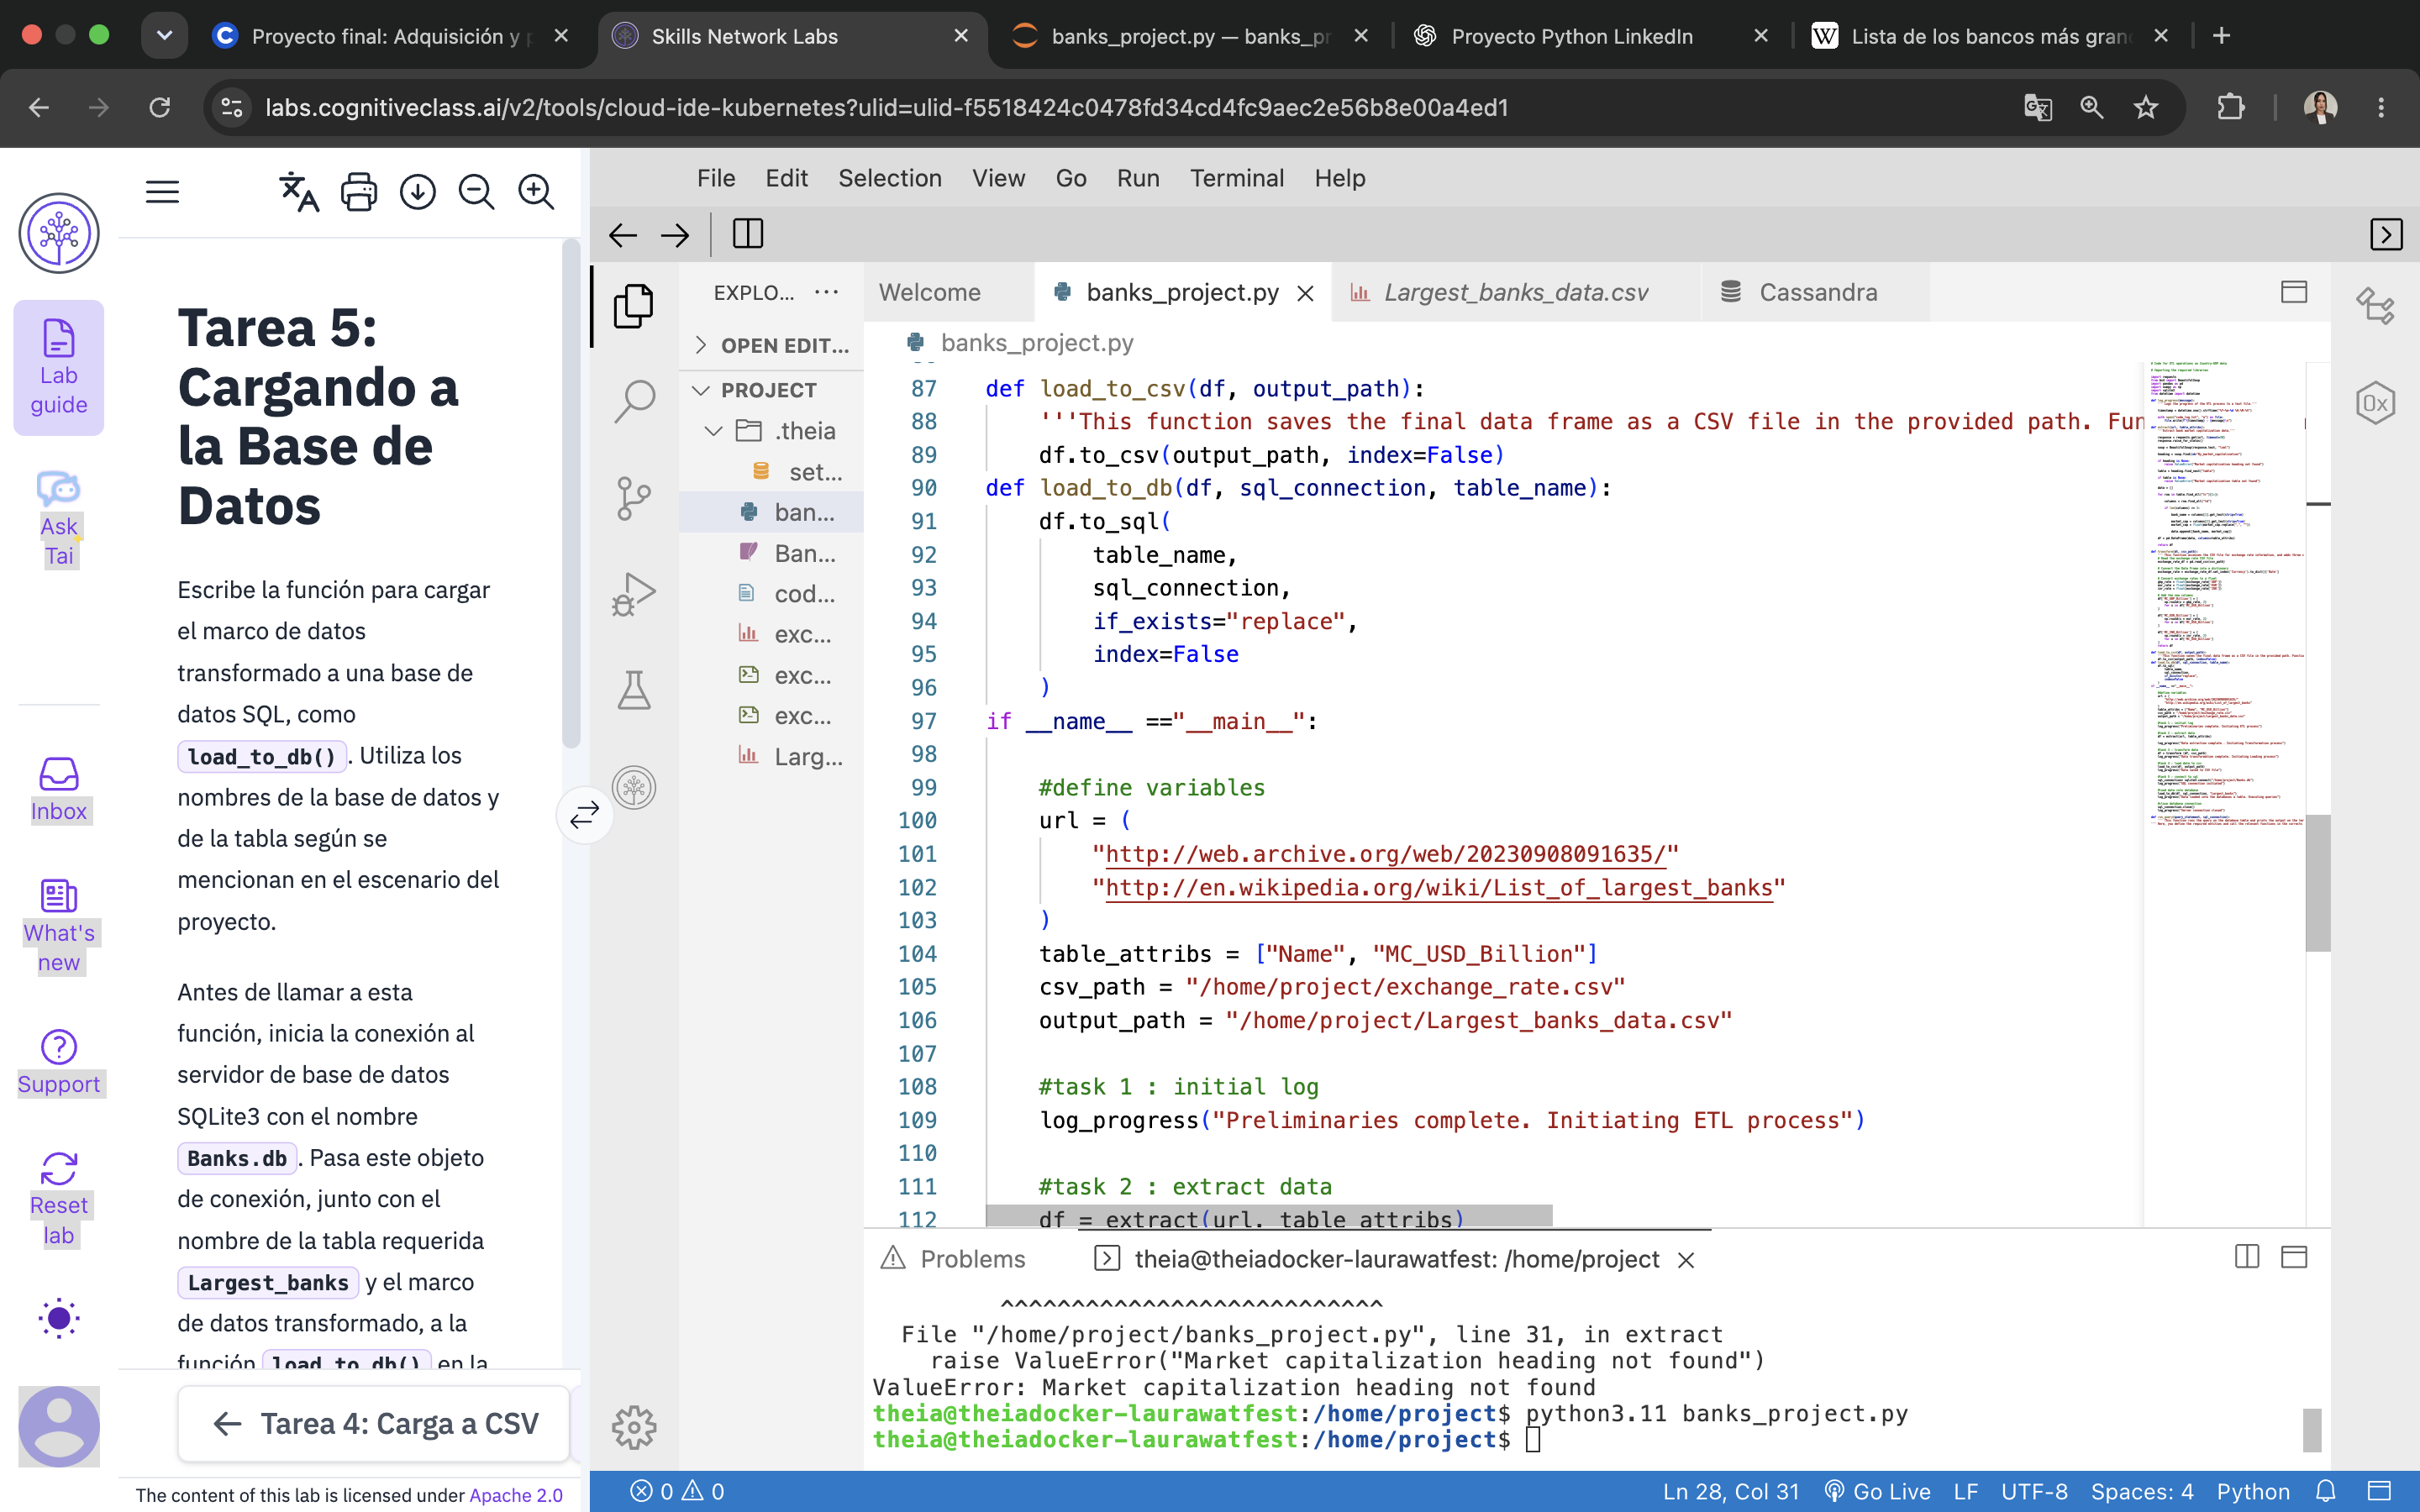 Proyecto final: Adquisición y p
Skills Network Labs
banks_project.py — banks_pr
Proyecto Python LinkedIn
Lista de los bancos más gran
labs.cognitiveclass.ai/v2/tools/cloud-ide-kubernetes?ulid=ulid-f5518424c0478fd34cd4fc9aec2e56b8e00a4ed1
Lab
guide
Ask
Tai
Inbox
What's
new
Support
Reset
lab
Tarea 5:
Cargando a
la Base de
Datos
Escribe la función para cargar
el marco de datos
transformado a una base de
datos SQL, como
load_to_db() . Utiliza los
nombres de la base de datos y
de la tabla según se
mencionan en el escenario del
proyecto.
Antes de llamar a esta
función, inicia la conexión al
servidor de base de datos
SQLite3 con el nombre
Banks.db . Pasa este objeto
de conexión, junto con el
nombre de la tabla requerida
Largest_banks y el marco
de datos transformado, a la
función load_to_db() en la
Tarea 4: Carga a CSV
The content of this lab is licensed under Apache 2.0
File Edit Selection View Go Run Terminal Help
EXPLO... ···
OPEN EDIT...
PROJECT
.theia
set...
ban...
Ban...
cod...
exc...
exc...
exc...
Larg...
Welcome
banks_project.py
Largest_banks_data.csv
Cassandra
banks_project.py
87 def load_to_csv(df, output_path):
88 '''This function saves the final data frame as a CSV file in the provided path. Fun
89 df.to_csv(output_path, index=False)
90 def load_to_db(df, sql_connection, table_name):
91 df.to_sql(
92 table_name,
93 sql_connection,
94 if_exists="replace",
95 index=False
96 )
97 if __name__ =="__main__":
98
99 #define variables
100 url = (
101 "http://web.archive.org/web/20230908091635/"
102 "http://en.wikipedia.org/wiki/List_of_largest_banks"
103 )
104 table_attribs = ["Name", "MC_USD_Billion"]
105 csv_path = "/home/project/exchange_rate.csv"
106 output_path = "/home/project/Largest_banks_data.csv"
107
108 #task 1 : initial log
109 log_progress("Preliminaries complete. Initiating ETL process")
110
111 #task 2 : extract data
112 df = extract(url, table_attribs)
Problems
theia@theiadocker-laurawatfest: /home/project
^^^^^^^^^^^^^^^^^^^^^^^^^^^
File "/home/project/banks_project.py", line 31, in extract
raise ValueError("Market capitalization heading not found")
ValueError: Market capitalization heading not found
theia@theiadocker-laurawatfest:/home/project$ python3.11 banks_project.py
theia@theiadocker-laurawatfest:/home/project$
0x
0 0
Ln 28, Col 31 Go Live LF UTF-8 Spaces: 4 Python